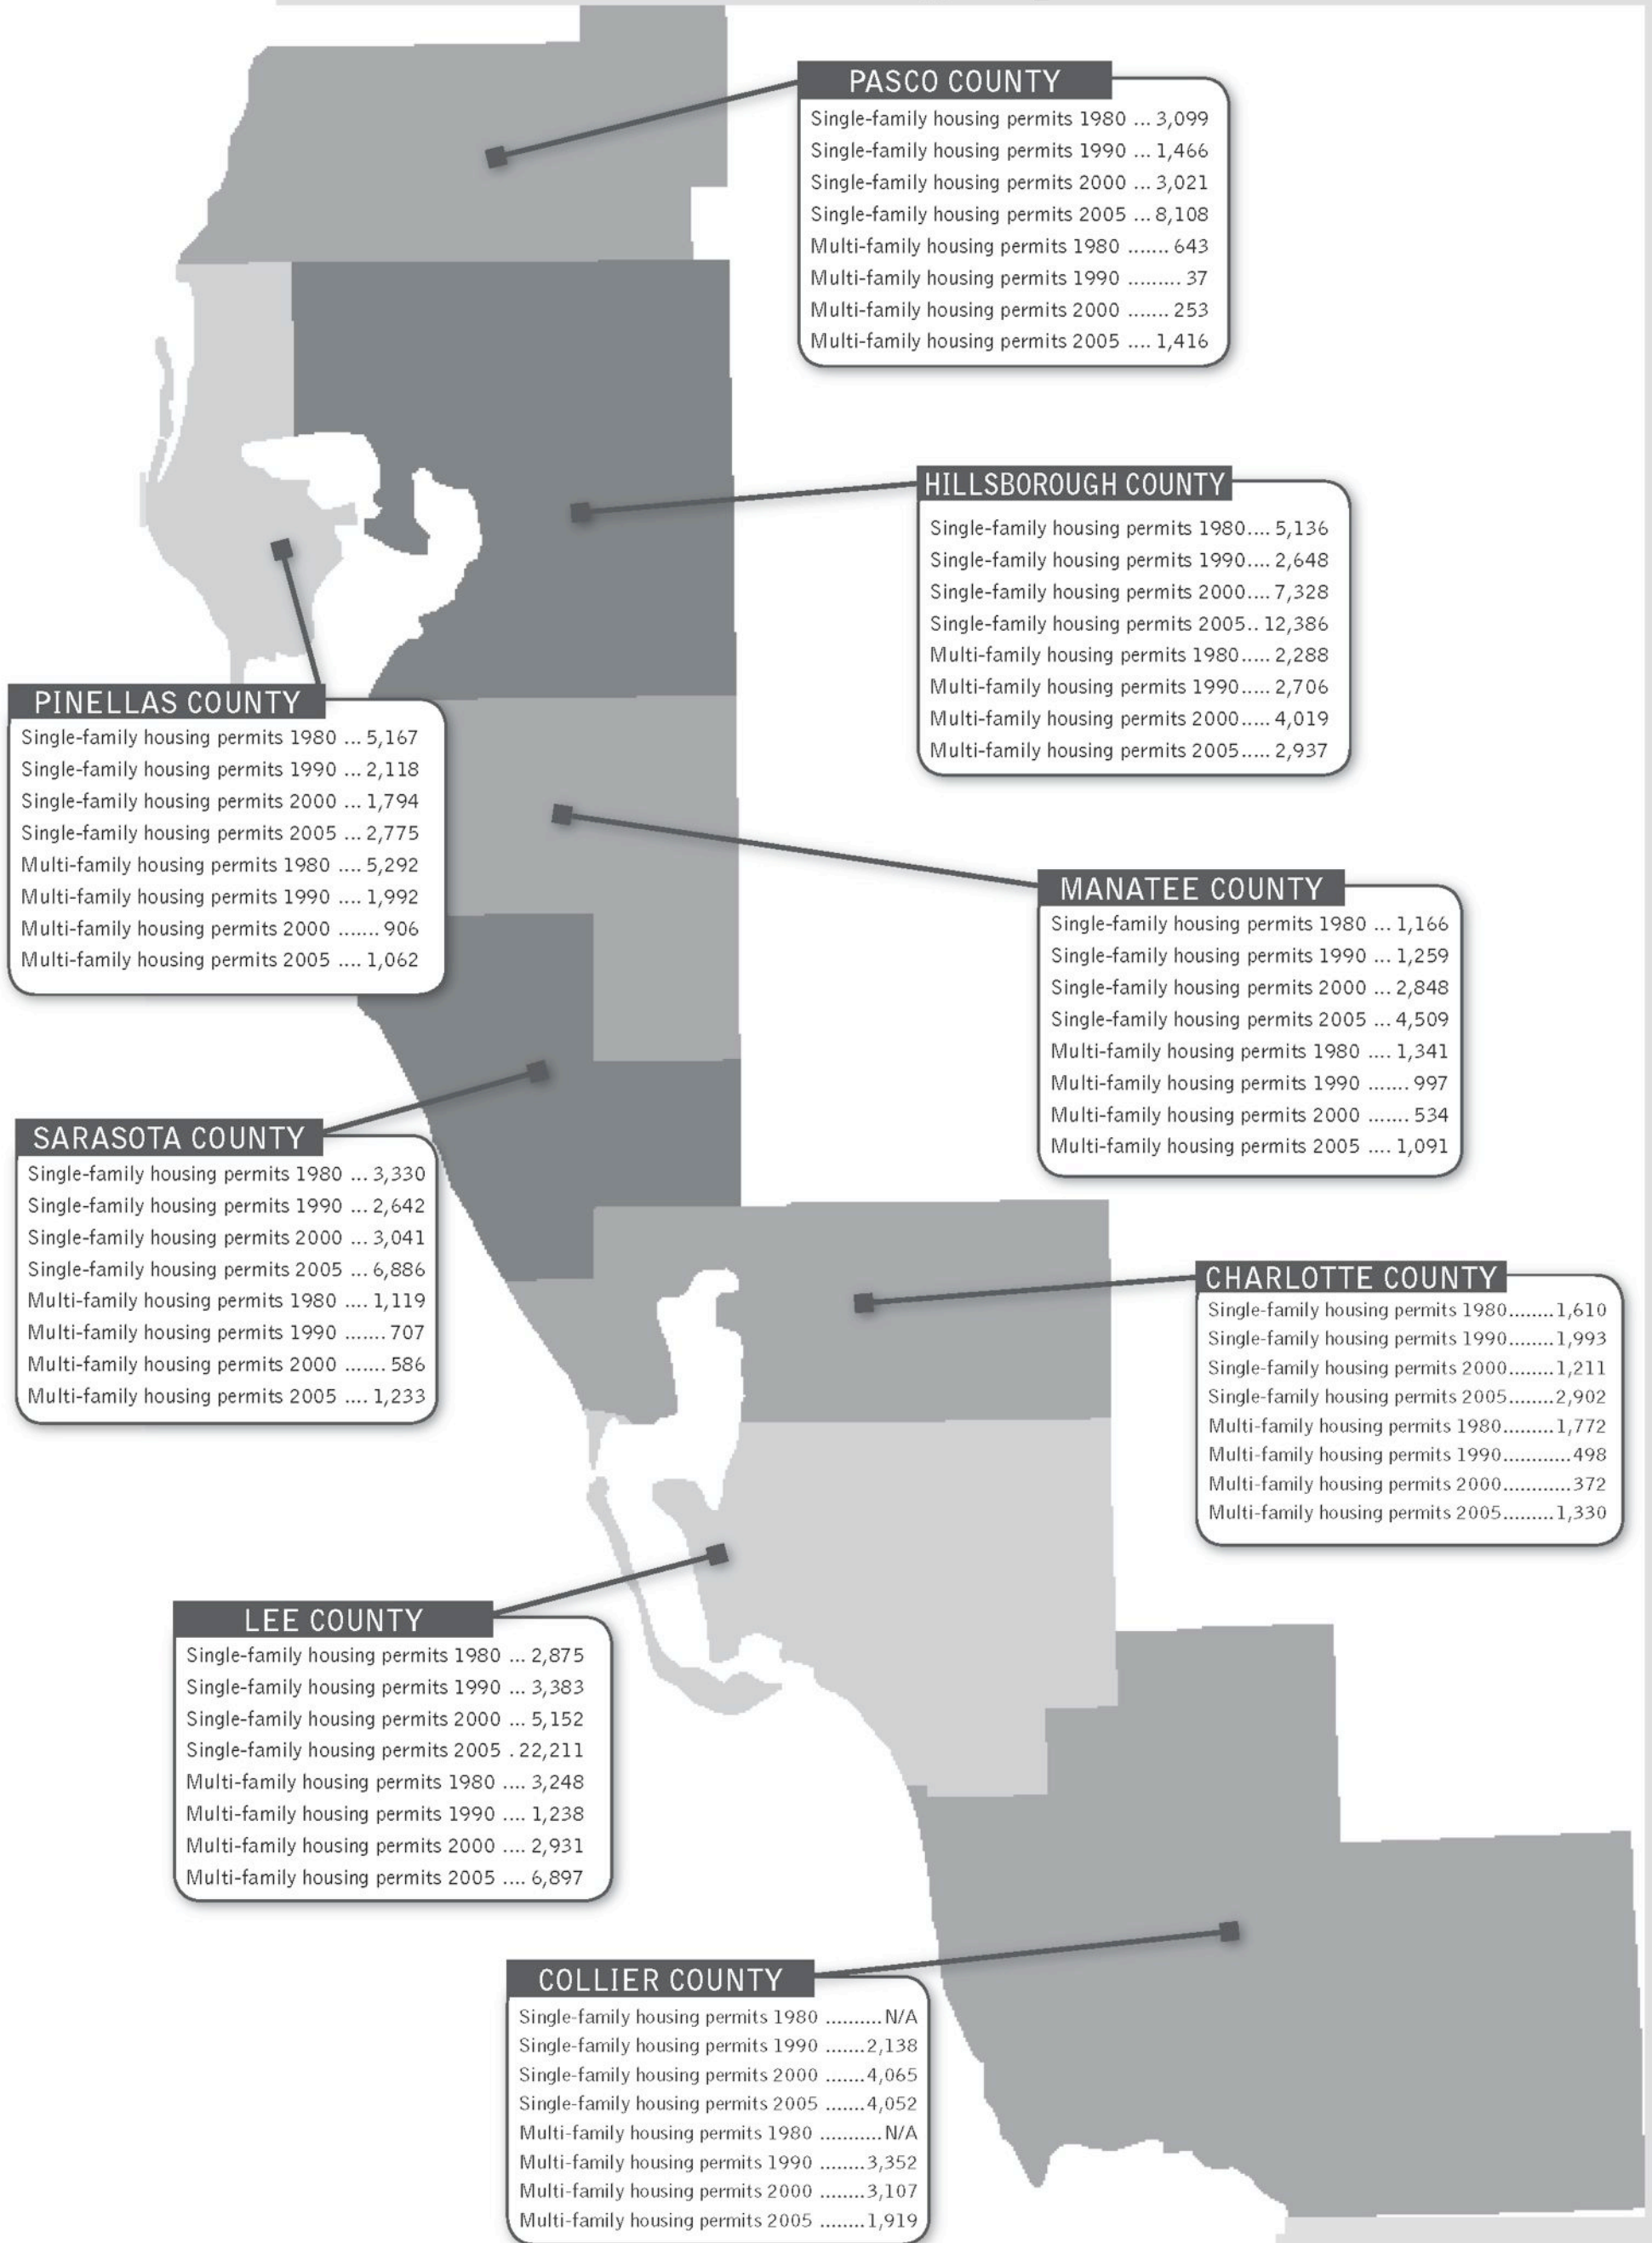 PASCO COUNTY
Single-family housing permits 1980 ... 3,099
Single-family housing permits 1990 ... 1,466
Single-family housing permits 2000 ... 3,021
Single-family housing permits 2005 ... 8,108
Multi-family housing permits 1980 ....... 643
Multi-family housing permits 1990 ......... 37
Multi-family housing permits 2000 ....... 253
Multi-family housing permits 2005 .... 1,416
HILLSBOROUGH COUNTY
Single-family housing permits 1980.... 5,136
Single-family housing permits 1990.... 2,648
Single-family housing permits 2000.... 7,328
Single-family housing permits 2005.. 12,386
Multi-family housing permits 1980..... 2,288
Multi-family housing permits 1990..... 2,706
Multi-family housing permits 2000..... 4,019
Multi-family housing permits 2005..... 2,937
PINELLAS COUNTY
Single-family housing permits 1980 ... 5,167
Single-family housing permits 1990 ... 2,118
Single-family housing permits 2000 ... 1,794
Single-family housing permits 2005 ... 2,775
Multi-family housing permits 1980 .... 5,292
Multi-family housing permits 1990 .... 1,992
Multi-family housing permits 2000 ....... 906
Multi-family housing permits 2005 .... 1,062
MANATEE COUNTY
Single-family housing permits 1980 ... 1,166
Single-family housing permits 1990 ... 1,259
Single-family housing permits 2000 ... 2,848
Single-family housing permits 2005 ... 4,509
Multi-family housing permits 1980 .... 1,341
Multi-family housing permits 1990 ....... 997
Multi-family housing permits 2000 ....... 534
Multi-family housing permits 2005 .... 1,091
SARASOTA COUNTY
Single-family housing permits 1980 ... 3,330
Single-family housing permits 1990 ... 2,642
Single-family housing permits 2000 ... 3,041
Single-family housing permits 2005 ... 6,886
Multi-family housing permits 1980 .... 1,119
Multi-family housing permits 1990 ....... 707
Multi-family housing permits 2000 ....... 586
Multi-family housing permits 2005 .... 1,233
CHARLOTTE COUNTY
Single-family housing permits 1980........1,610
Single-family housing permits 1990........1,993
Single-family housing permits 2000........1,211
Single-family housing permits 2005........2,902
Multi-family housing permits 1980.........1,772
Multi-family housing permits 1990............498
Multi-family housing permits 2000............372
Multi-family housing permits 2005.........1,330
LEE COUNTY
Single-family housing permits 1980 ... 2,875
Single-family housing permits 1990 ... 3,383
Single-family housing permits 2000 ... 5,152
Single-family housing permits 2005 . 22,211
Multi-family housing permits 1980 .... 3,248
Multi-family housing permits 1990 .... 1,238
Multi-family housing permits 2000 .... 2,931
Multi-family housing permits 2005 .... 6,897
COLLIER COUNTY
Single-family housing permits 1980 ..........N/A
Single-family housing permits 1990 .......2,138
Single-family housing permits 2000 .......4,065
Single-family housing permits 2005 .......4,052
Multi-family housing permits 1980 ...........N/A
Multi-family housing permits 1990 ........3,352
Multi-family housing permits 2000 ........3,107
Multi-family housing permits 2005 ........1,919